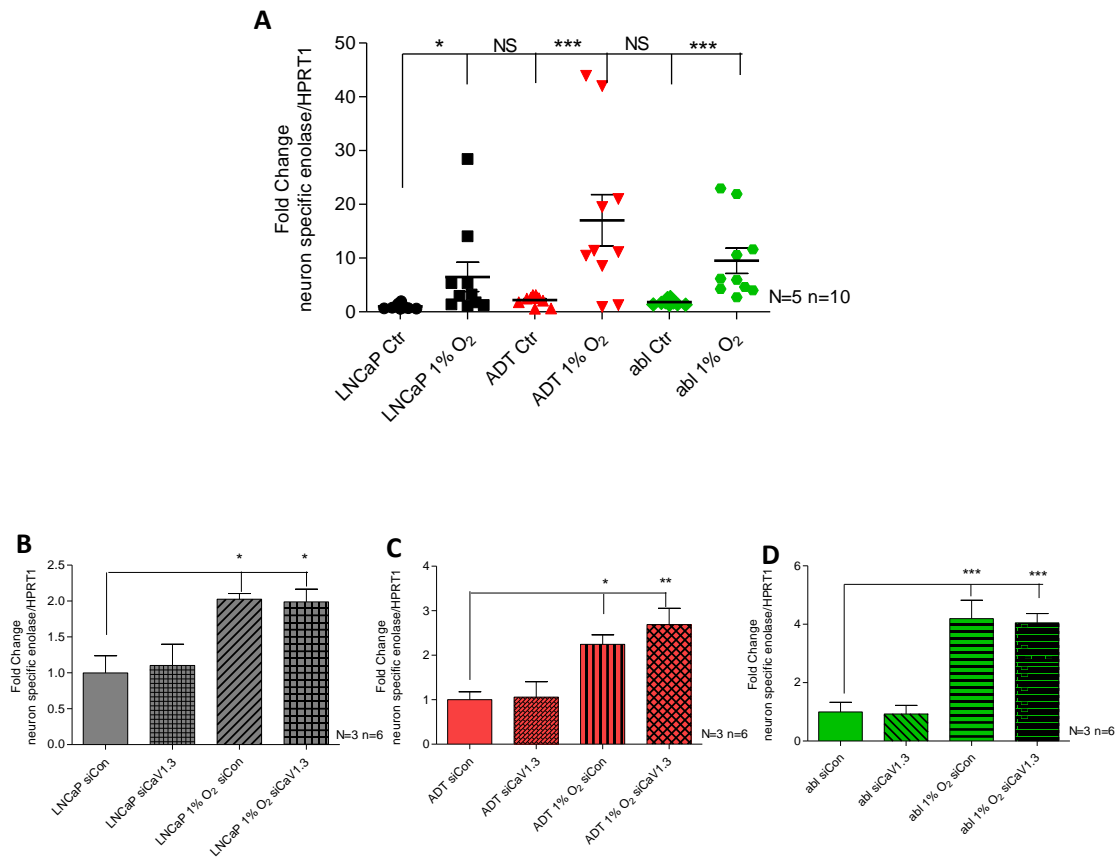 A
* NS *** NS ***
Fold Change
neuron specific enolase/HPRT1
50
40
30
20
10
0
N=5 n=10
LNCaP Ctr
LNCaP 1% O2
ADT Ctr
ADT 1% O2
abl Ctr
abl 1% O2
B
* *
Fold Change
neuron specific enolase/HPRT1
2.5
2.0
1.5
1.0
0.5
0.0
N=3 n=6
LNCaP siCon
LNCaP siCaV1.3
LNCaP 1% O2 siCon
LNCaP 1% O2 siCaV1.3
C
* **
Fold Change
neuron specific enolase/HPRT1
4
3
2
1
0
N=3 n=6
ADT siCon
ADT siCaV1.3
ADT 1% O2 siCon
ADT 1% O2 siCaV1.3
D
*** ***
Fold Change
neuron specific enolase/HPRT1
6
4
2
0
N=3 n=6
abl siCon
abl siCaV1.3
abl 1% O2 siCon
abl 1% O2 siCaV1.3